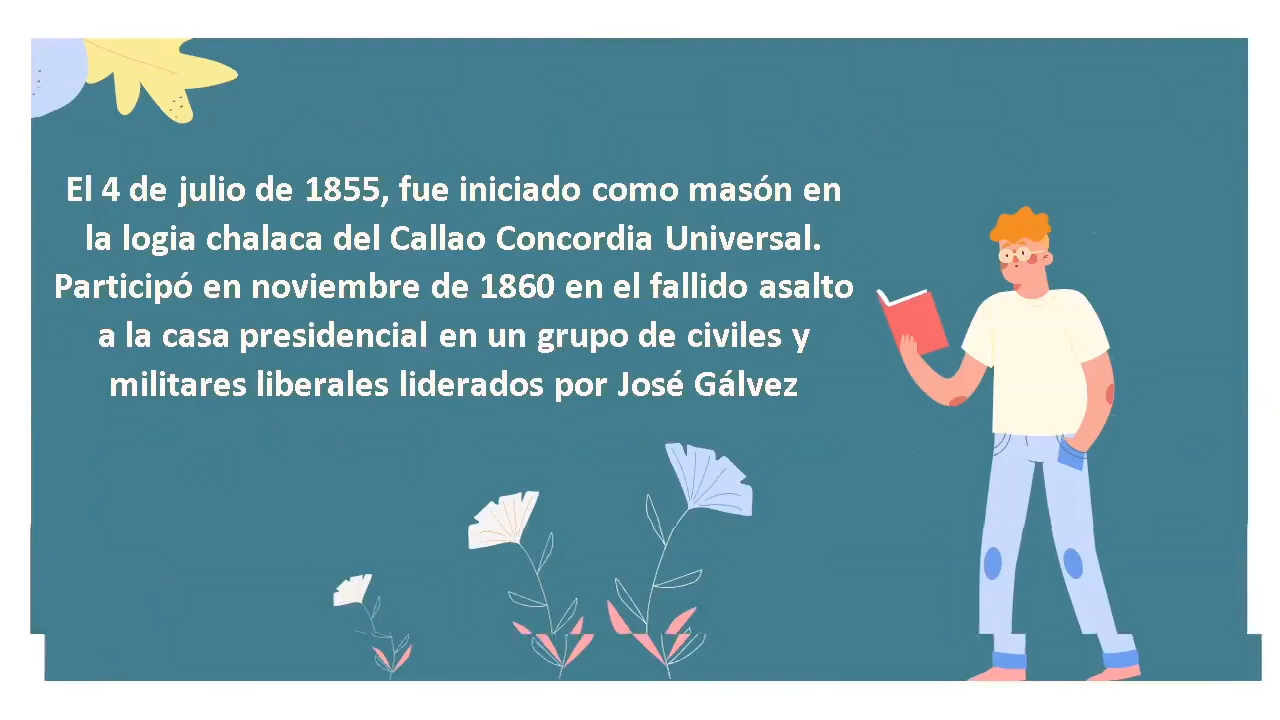 El 4 de julio de 1855, fue iniciado como masón en
la logia chalaca del Callao Concordia Universal.
Participó en noviembre de 1860 en el fallido asalto
a la casa presidencial en un grupo de civiles y
militares liberales liderados por José Gálvez